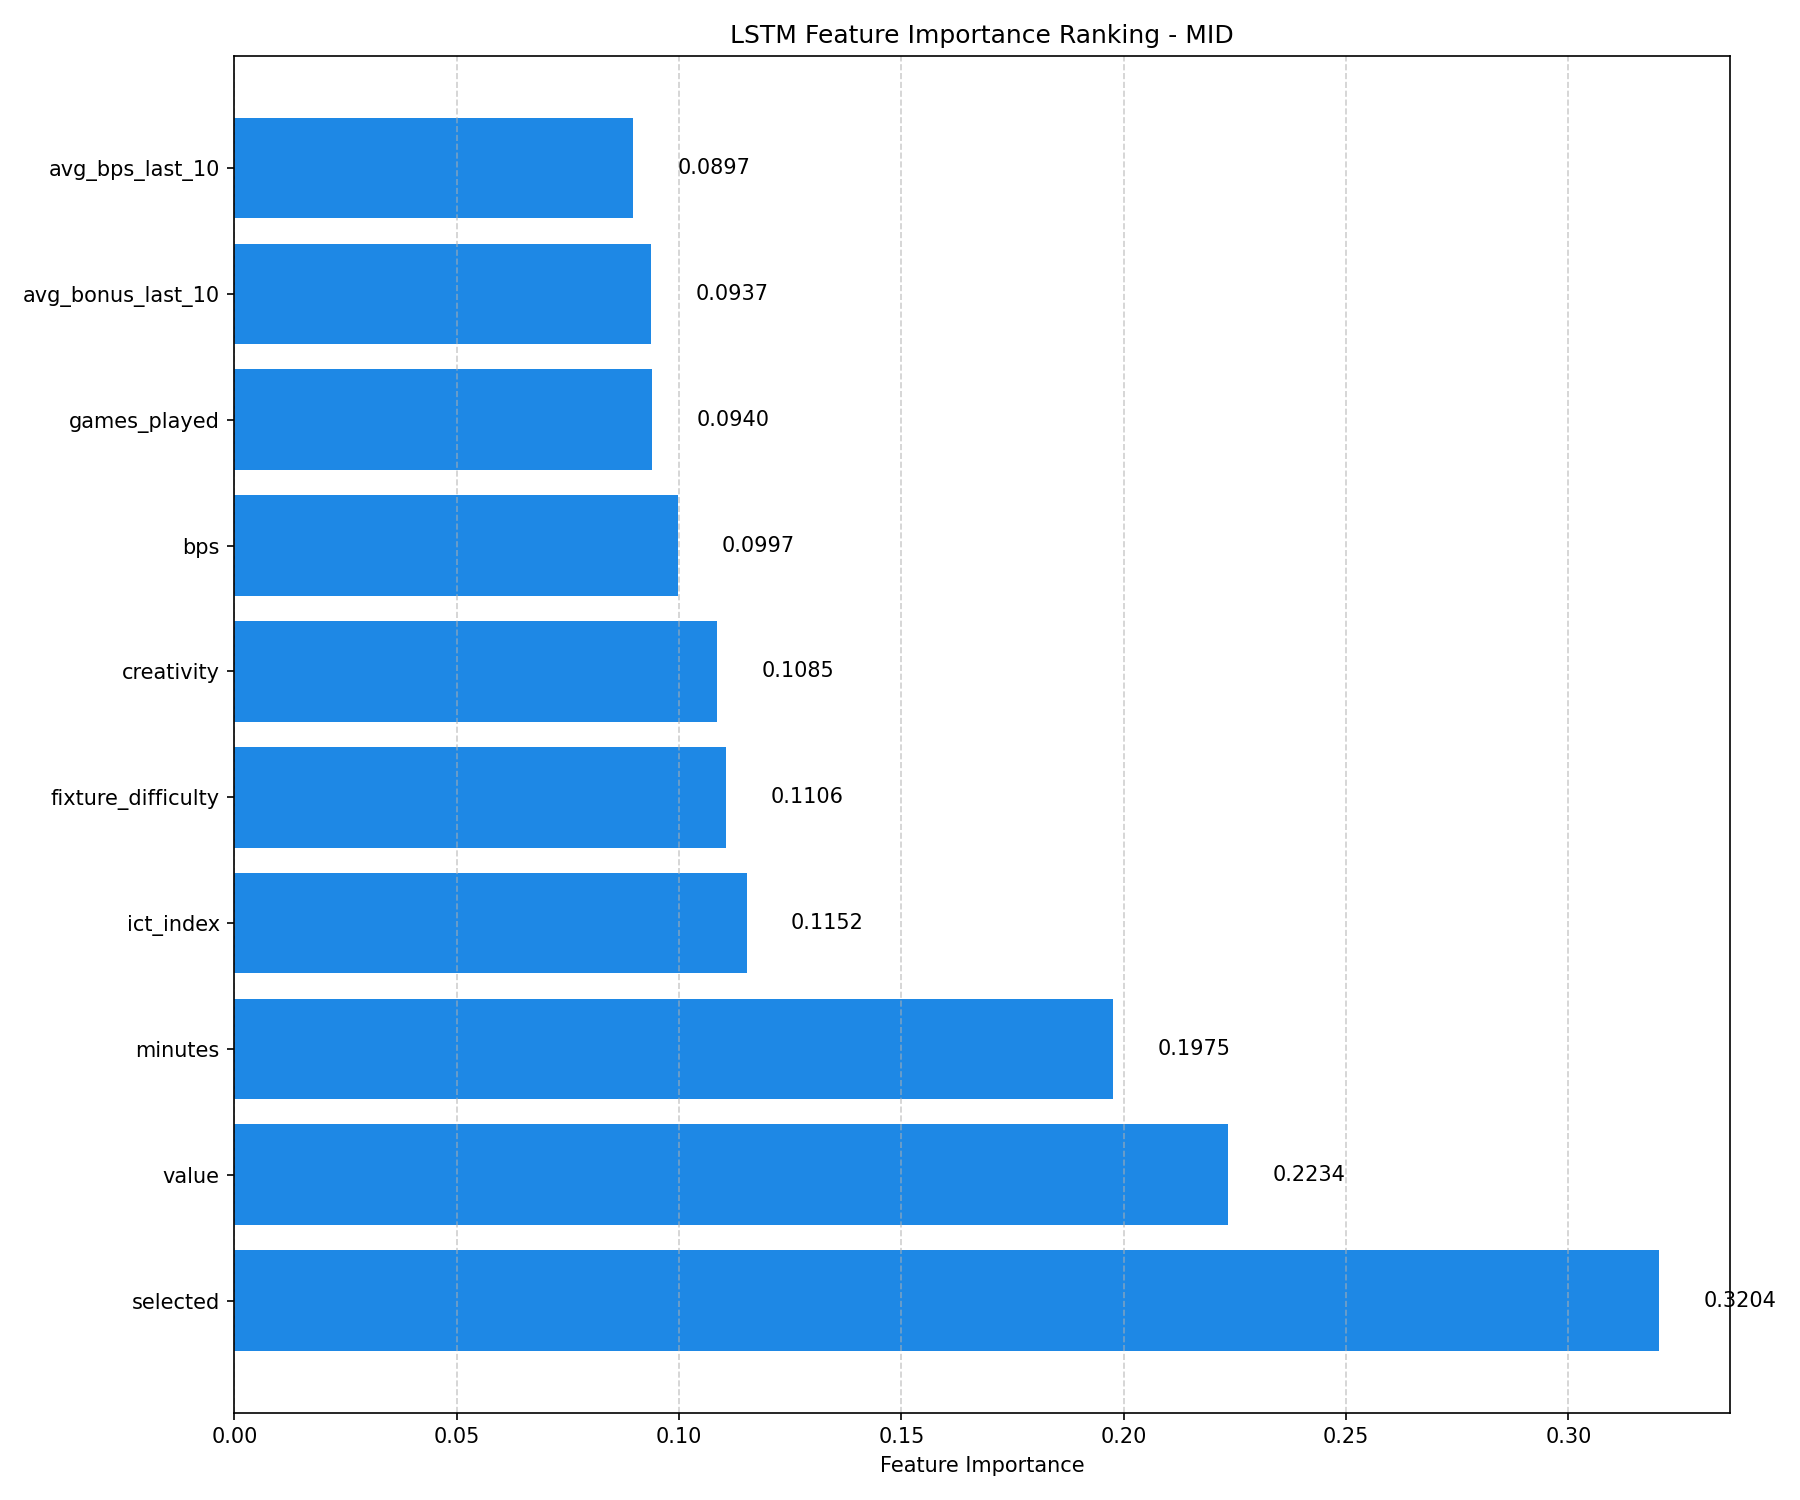 LSTM Feature Importance Ranking - MID
avg_bps_last_10 0.0897
avg_bonus_last_10 0.0937
games_played 0.0940
bps 0.0997
creativity 0.1085
fixture_difficulty 0.1106
ict_index 0.1152
minutes 0.1975
value 0.2234
selected 0.3204
0.00 0.05 0.10 0.15 0.20 0.25 0.30
Feature Importance